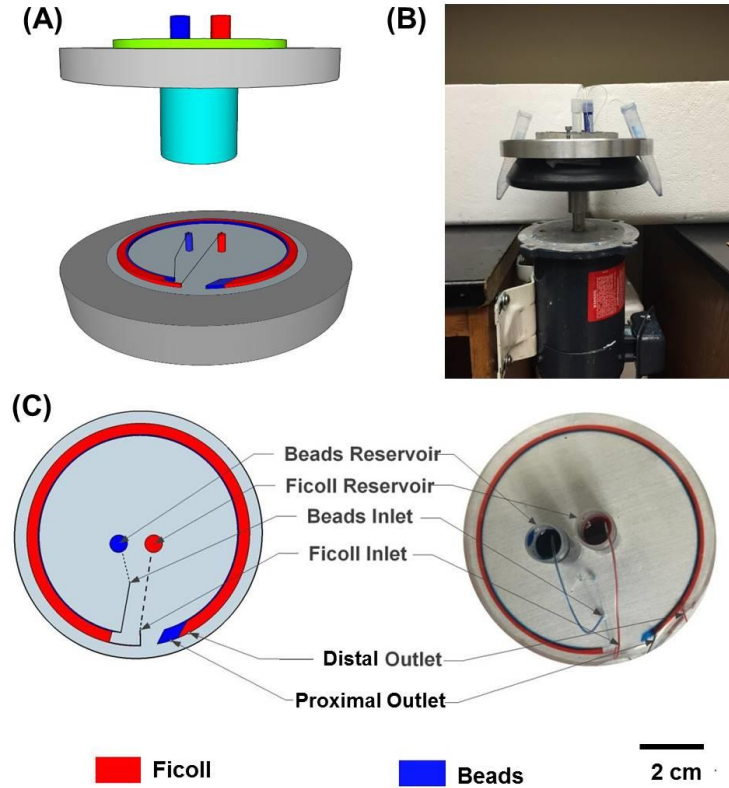 (A)
(B)
(C)
Beads Reservoir
Ficoll Reservoir
Beads Inlet
Ficoll Inlet
Distal Outlet
Proximal Outlet
Ficoll
Beads
2 cm